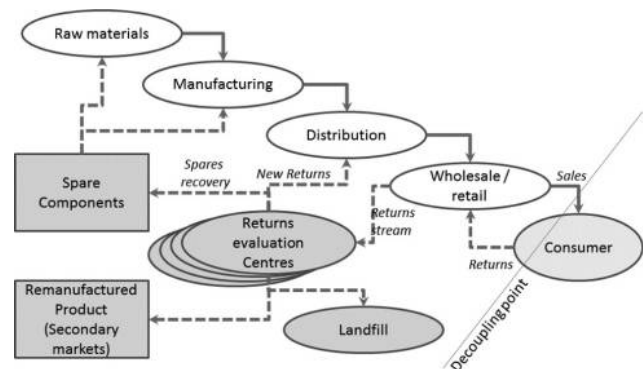 Raw materials
Manufacturing
Distribution
Wholesale /
retail
Sales
Consumer
Returns
Decoupling point
Spares
recovery
New Returns
Returns
stream
Spare
Components
Returns
evaluation
Centres
Remanufactured
Product
(Secondary
markets)
Landfill